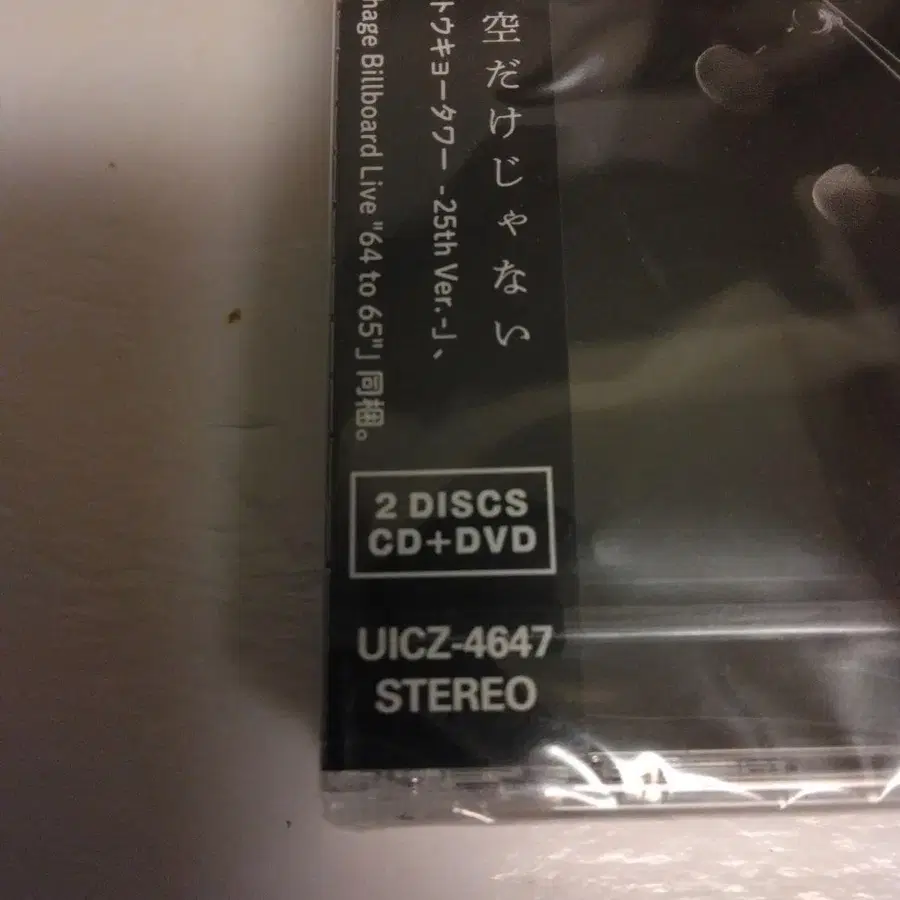 空だけじゃない
トウキョータワー -25th Ver.-」、
hage Billboard Live "64 to 65"」同梱。
2 DISCS
CD+DVD
UICZ-4647
STEREO